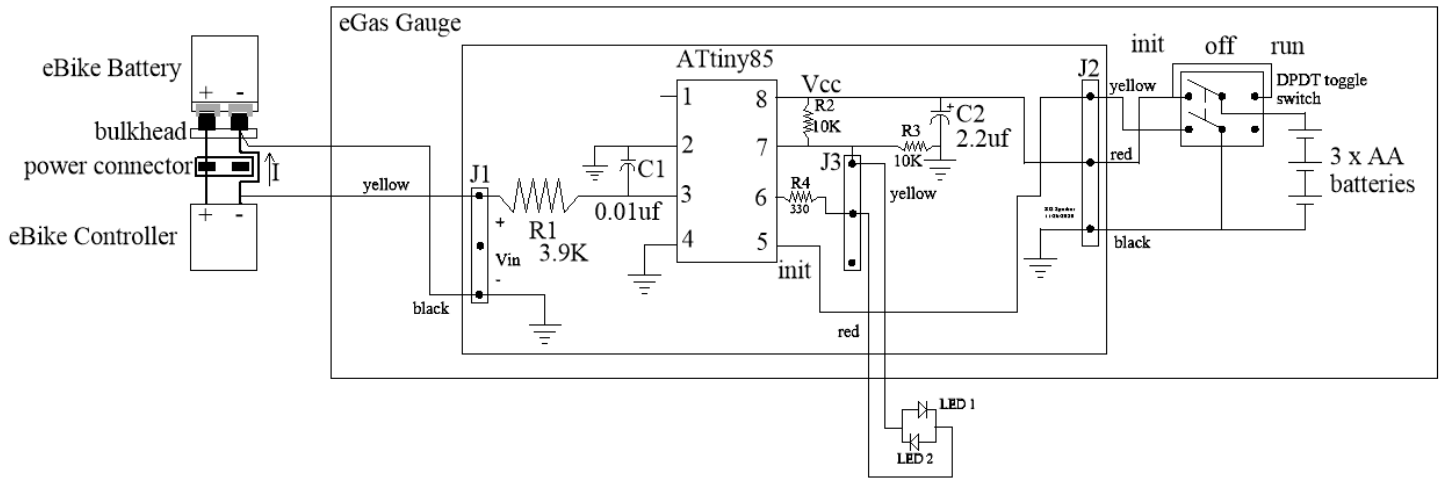 eGas Gauge
init off run
ATtiny85
eBike Battery
+ -
bulkhead
power connector
I
+ -
eBike Controller
yellow
black
J1
+
Vin
-
R1
3.9K
C1
0.01uf
1
2
3
4
8
7
6
5
Vcc
R2
10K
R3
10K
C2
2.2uf
+
J3
R4
330
yellow
init
red
J2
yellow
red
black
DPDT toggle
switch
3 x AA
batteries
LED 1
LED 2